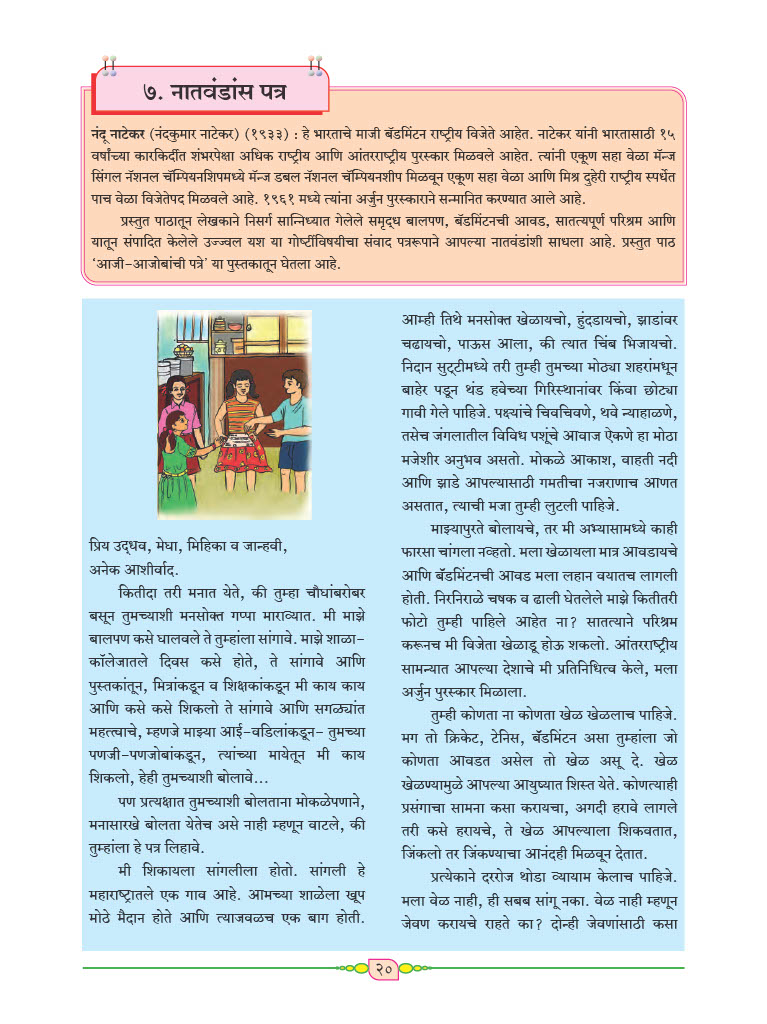 ७. नातवंडांस पत्र
नंदू नाटेकर (नंदकुमार नाटेकर) (१९३३) : हे भारताचे माजी बॅडमिंटन राष्ट्रीय विजेते आहेत. नाटेकर यांनी भारतासाठी १५
वर्षांच्या कारकिर्दीत शंभरपेक्षा अधिक राष्ट्रीय आणि आंतरराष्ट्रीय पुरस्कार मिळवले आहेत. त्यांनी एकूण सहा वेळा मॅन्ज
सिंगल नॅशनल चॅम्पियनशिपमध्ये मॅन्ज डबल नॅशनल चॅम्पियनशीप मिळवून एकूण सहा वेळा आणि मिश्र दुहेरी राष्ट्रीय स्पर्धेत
पाच वेळा विजेतेपद मिळवले आहे. १९६१ मध्ये त्यांना अर्जुन पुरस्काराने सन्मानित करण्यात आले आहे.
प्रस्तुत पाठातून लेखकाने निसर्ग सान्निध्यात गेलेले समृद्ध बालपण, बॅडमिंटनची आवड, सातत्यपूर्ण परिश्रम आणि
यातून संपादित केलेले उज्ज्वल यश या गोष्टींविषयीचा संवाद पत्ररूपाने आपल्या नातवंडांशी साधला आहे. प्रस्तुत पाठ
‘आजी-आजोबांची पत्रे’ या पुस्तकातून घेतला आहे.
प्रिय उद्धव, मेघा, मिहिका व जान्हवी,
अनेक आशीर्वाद.
कितीदा तरी मनात येते, की तुम्हा चौघांबरोबर
बसून तुमच्याशी मनसोक्त गप्पा माराव्यात. मी माझे
बालपण कसे घालवले ते तुम्हांला सांगावे. माझे शाळा-
कॉलेजातले दिवस कसे होते, ते सांगावे आणि
पुस्तकांतून, मित्रांकडून व शिक्षकांकडून मी काय काय
आणि कसे कसे शिकलो ते सांगावे आणि सगळ्यांत
महत्त्वाचे, म्हणजे माझ्या आई-वडिलांकडून- तुमच्या
पणजी-पणजोबांकडून, त्यांच्या मायेतून मी काय
शिकलो, हेही तुमच्याशी बोलावे...
पण प्रत्यक्षात तुमच्याशी बोलताना मोकळेपणाने,
मनासारखे बोलता येतेच असे नाही म्हणून वाटले, की
तुम्हांला हे पत्र लिहावे.
मी शिकायला सांगलीला होतो. सांगली हे
महाराष्ट्रातले एक गाव आहे. आमच्या शाळेला खूप
मोठे मैदान होते आणि त्याजवळच एक बाग होती.
आम्ही तिथे मनसोक्त खेळायचो, हुंदडायचो, झाडांवर
चढायचो, पाऊस आला, की त्यात चिंब भिजायचो.
निदान सुट्टीमध्ये तरी तुम्ही तुमच्या मोठ्या शहरांमधून
बाहेर पडून थंड हवेच्या गिरिस्थानांवर किंवा छोट्या
गावी गेले पाहिजे. पक्ष्यांचे चिवचिवणे, थवे न्याहाळणे,
तसेच जंगलातील विविध पशूंचे आवाज ऐकणे हा मोठा
मजेशीर अनुभव असतो. मोकळे आकाश, वाहती नदी
आणि झाडे आपल्यासाठी गमतीचा नजराणाच आणत
असतात, त्याची मजा तुम्ही लुटली पाहिजे.
माझ्यापुरते बोलायचे, तर मी अभ्यासामध्ये काही
फारसा चांगला नव्हतो. मला खेळायला मात्र आवडायचे
आणि बॅडमिंटनची आवड मला लहान वयातच लागली
होती. निरनिराळे चषक व ढाली घेतलेले माझे कितीतरी
फोटो तुम्ही पाहिले आहेत ना? सातत्याने परिश्रम
करूनच मी विजेता खेळाडू होऊ शकलो. आंतरराष्ट्रीय
सामन्यात आपल्या देशाचे मी प्रतिनिधित्व केले, मला
अर्जुन पुरस्कार मिळाला.
तुम्ही कोणता ना कोणता खेळ खेळलाच पाहिजे.
मग तो क्रिकेट, टेनिस, बॅडमिंटन असा तुम्हांला जो
कोणता आवडत असेल तो खेळ असू दे. खेळ
खेळण्यामुळे आपल्या आयुष्यात शिस्त येते. कोणत्याही
प्रसंगाचा सामना कसा करायचा, अगदी हरावे लागले
तरी कसे हरायचे, ते खेळ आपल्याला शिकवतात,
जिंकलो तर जिंकण्याचा आनंदही मिळवून देतात.
प्रत्येकाने दररोज थोडा व्यायाम केलाच पाहिजे.
मला वेळ नाही, ही सबब सांगू नका. वेळ नाही म्हणून
जेवण करायचे राहते का? दोन्ही जेवणांसाठी कसा
२०